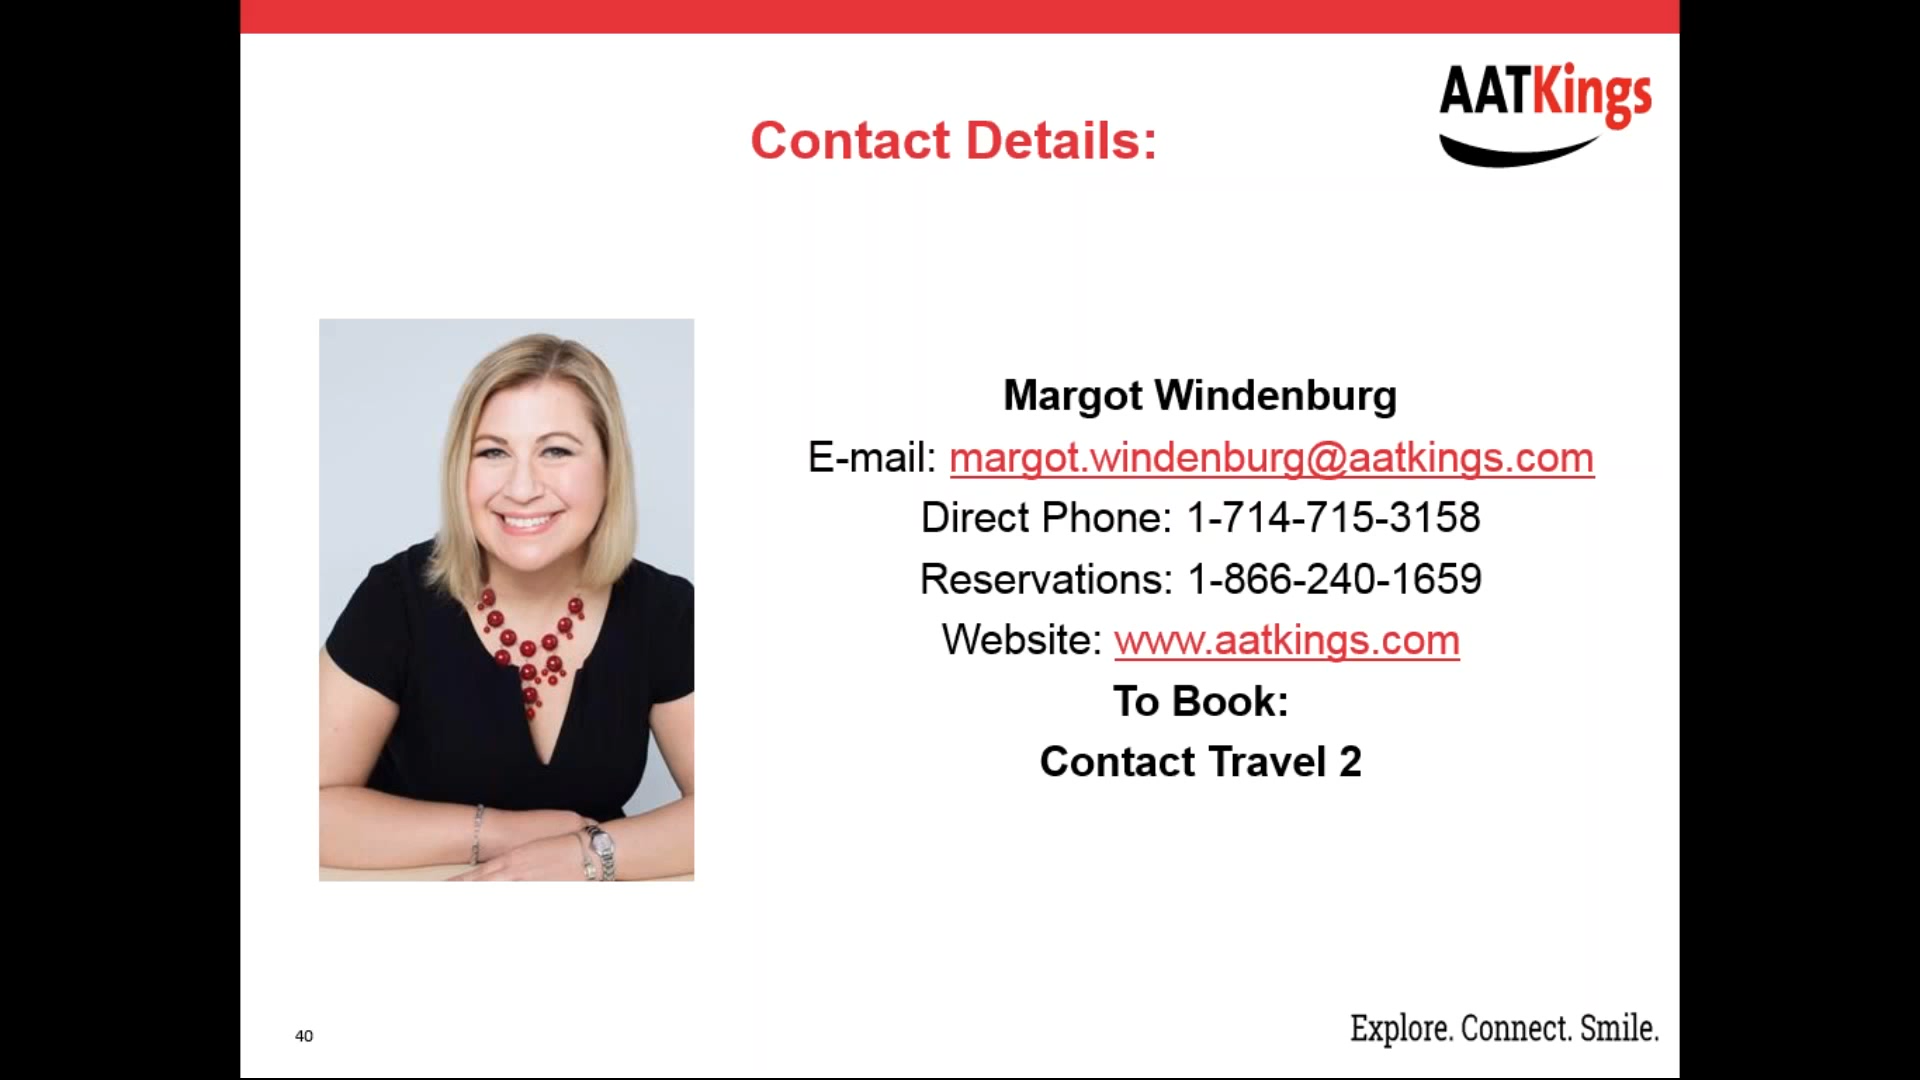 AATKings
Contact Details:
Margot Windenburg
E-mail: margot.windenburg@aatkings.com
Direct Phone: 1-714-715-3158
Reservations: 1-866-240-1659
Website: www.aatkings.com
To Book:
Contact Travel 2
40
Explore. Connect. Smile.